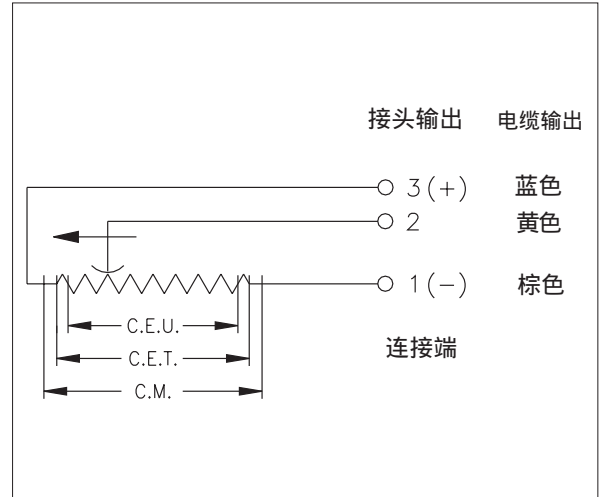 接头输出 电缆输出
3(+) 蓝色
2 黄色
1(−) 棕色
C.E.U.
连接端
C.E.T.
C.M.